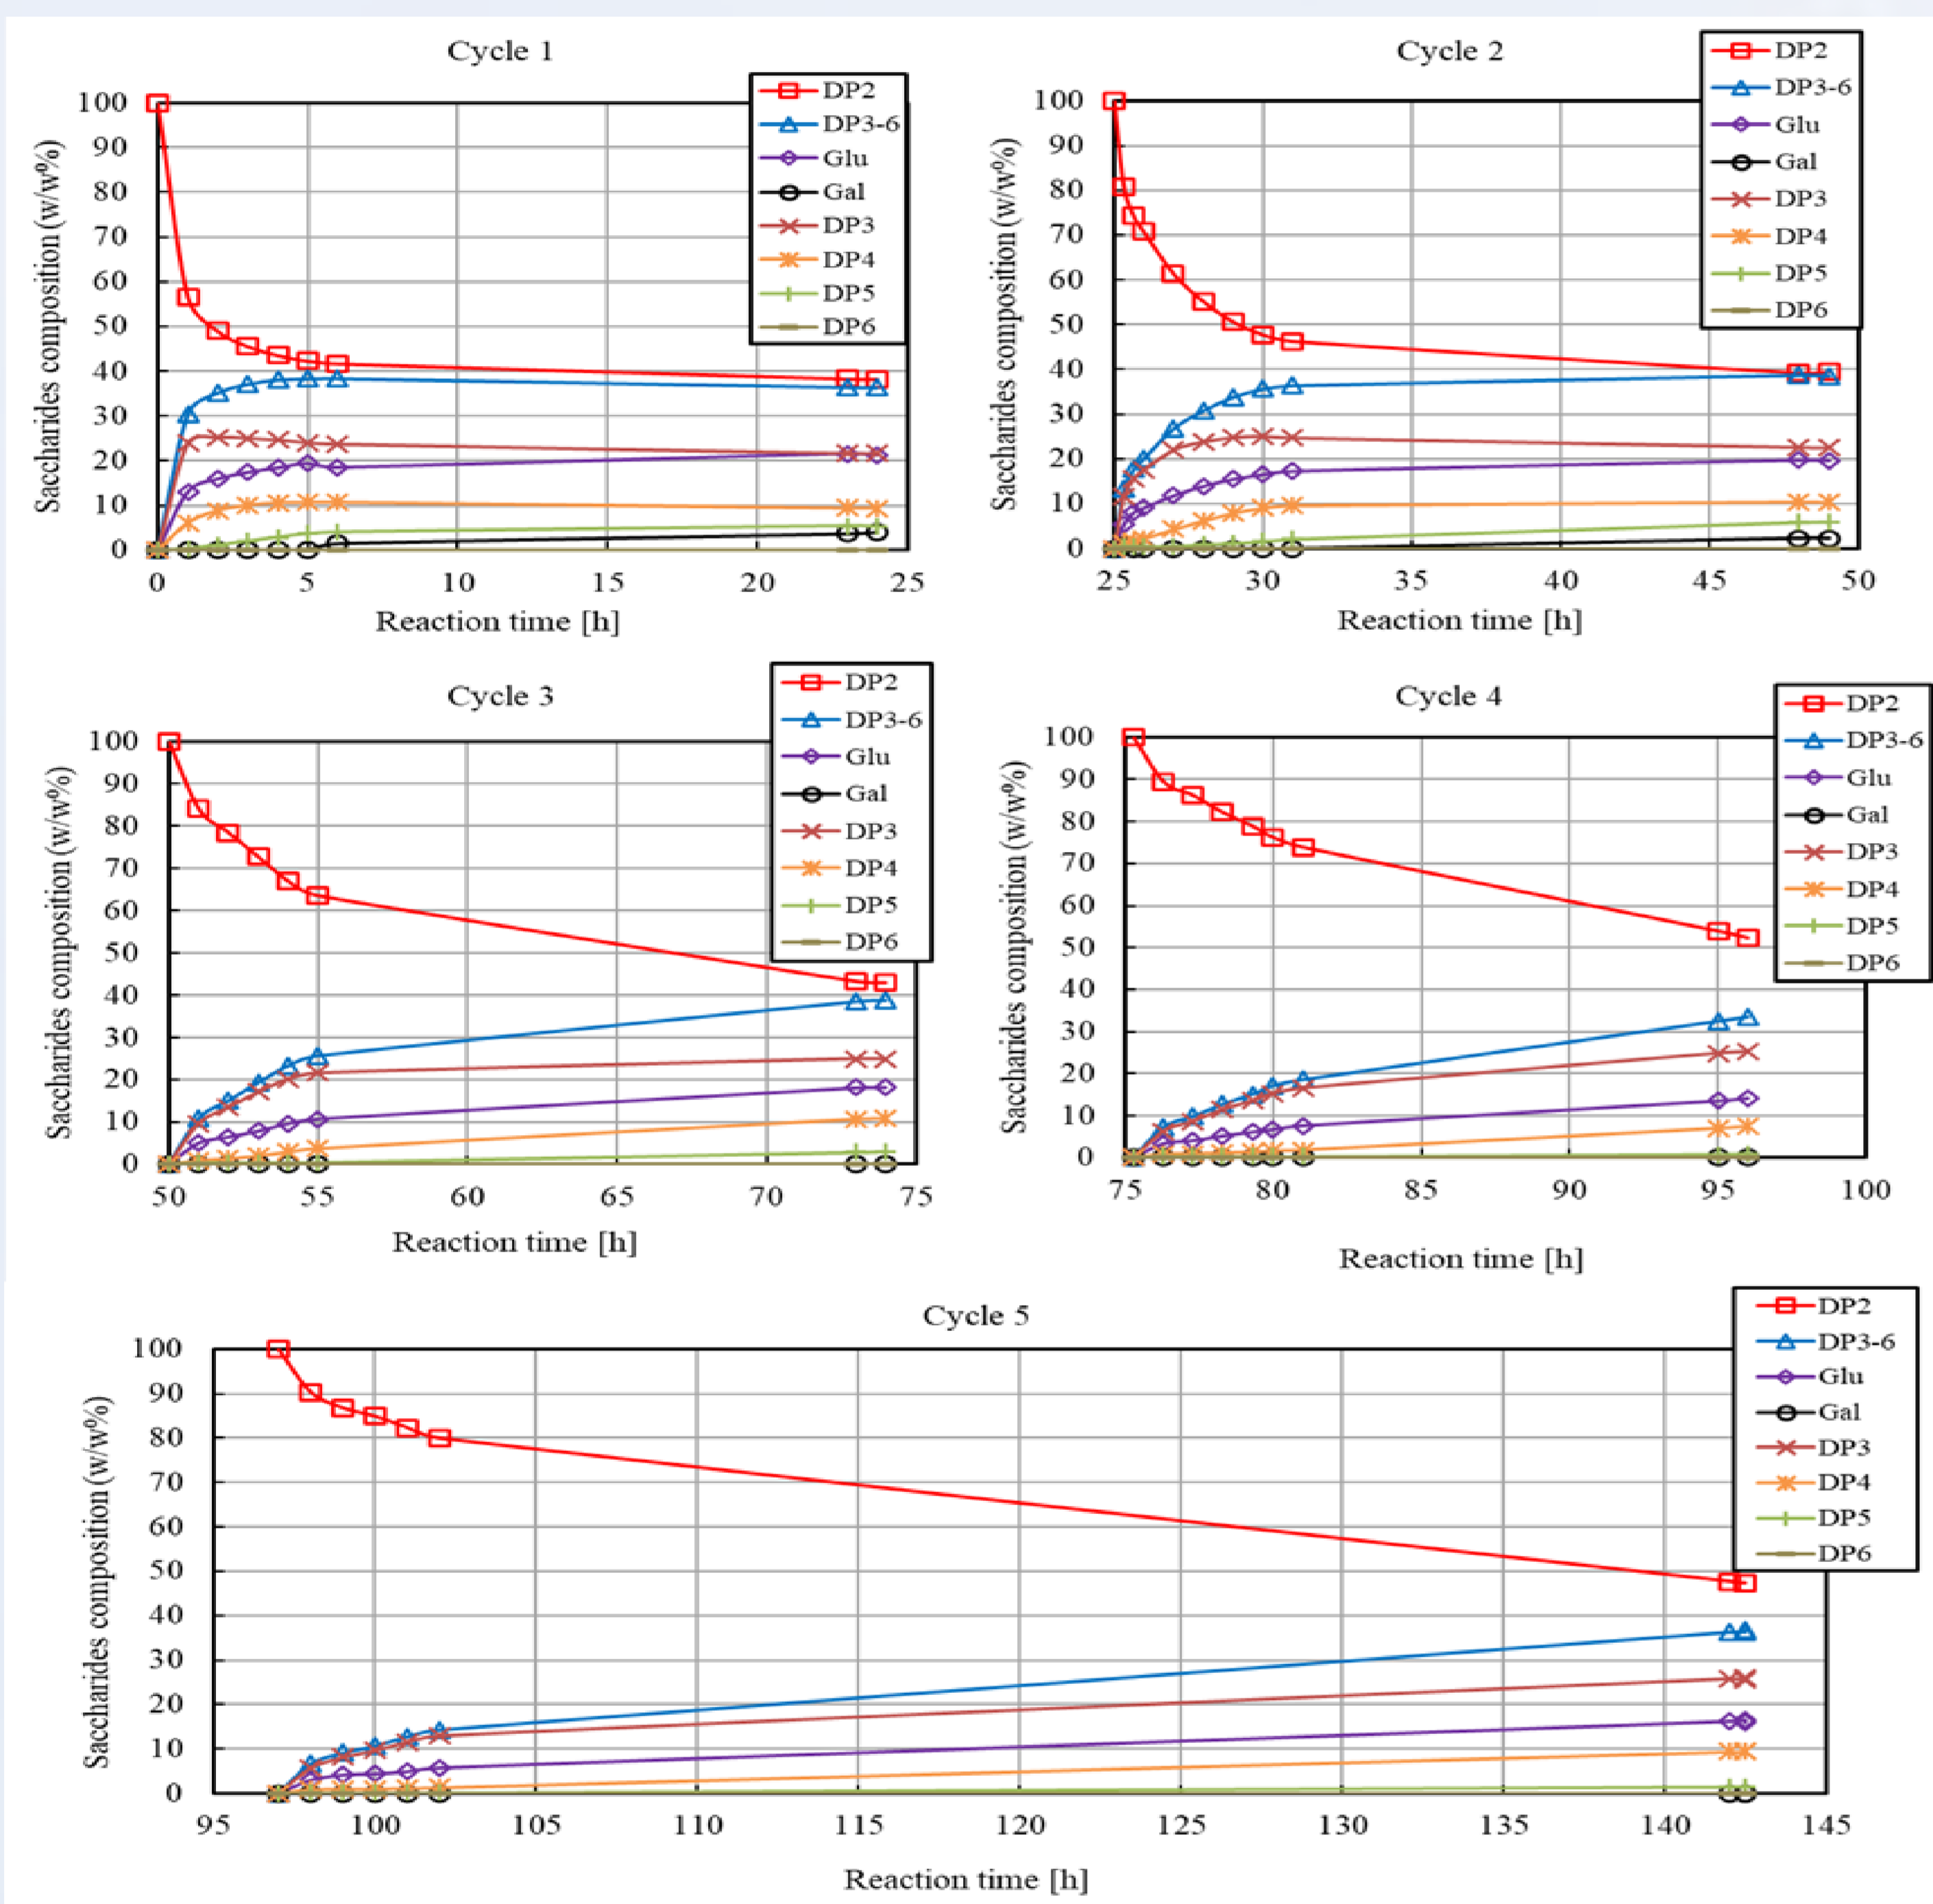 Cycle 1
Saccharides composition (w/w%)
100
90
80
70
60
50
40
30
20
10
0
0 5 10 15 20 25
Reaction time [h]
DP2
DP3-6
Glu
Gal
DP3
DP4
DP5
DP6
Cycle 2
Saccharides composition (w/w%)
100
90
80
70
60
50
40
30
20
10
0
25 30 35 40 45 50
Reaction time [h]
DP2
DP3-6
Glu
Gal
DP3
DP4
DP5
DP6
Cycle 3
Saccharides composition (w/w%)
100
90
80
70
60
50
40
30
20
10
0
50 55 60 65 70 75
Reaction time [h]
DP2
DP3-6
Glu
Gal
DP3
DP4
DP5
DP6
Cycle 4
Saccharides composition (w/w%)
100
90
80
70
60
50
40
30
20
10
0
75 80 85 90 95 100
Reaction time [h]
DP2
DP3-6
Glu
Gal
DP3
DP4
DP5
DP6
Cycle 5
Saccharides composition (w/w%)
100
90
80
70
60
50
40
30
20
10
0
95 100 105 110 115 120 125 130 135 140 145
Reaction time [h]
DP2
DP3-6
Glu
Gal
DP3
DP4
DP5
DP6